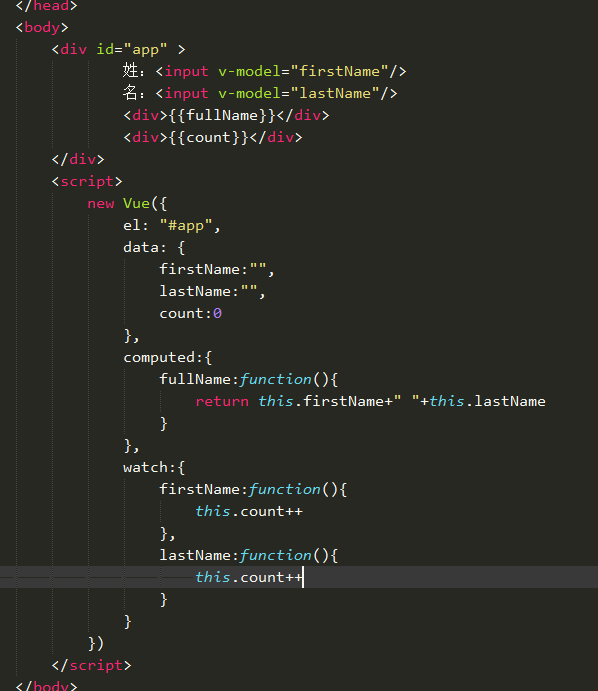 </head>
<body>
    <div id="app" >
            姓：<input v-model="firstName"/>
            名：<input v-model="lastName"/>
            <div>{{fullName}}</div>
            <div>{{count}}</div>
    </div>
    <script>
        new Vue({
            el: "#app",
            data: {
                firstName:"",
                lastName:"",
                count:0
            },
            computed:{
                fullName:function(){
                    return this.firstName+" "+this.lastName
                }
            },
            watch:{
                firstName:function(){
                    this.count++
                },
                lastName:function(){
                    this.count++
                }
            }
        })
    </script>
</body>